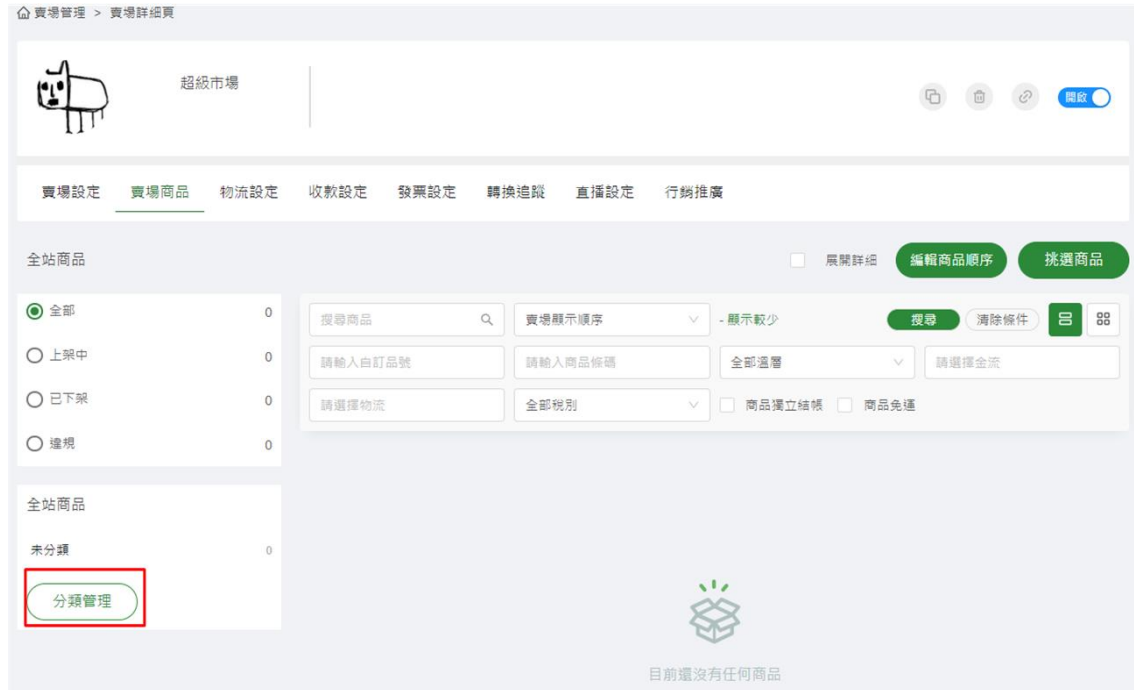 賣場管理 > 賣場詳細頁
超級市場
開啟
賣場設定 賣場商品 物流設定 收款設定 發票設定 轉換追蹤 直播設定 行銷推廣
全站商品
展開詳細 編輯商品順序 挑選商品
全部 0
上架中 0
已下架 0
違規 0
搜尋商品 賣場顯示順序 - 顯示較少 搜尋 清除條件
請輸入自訂品號 請輸入商品條碼 全部溫層 請選擇金流
請選擇物流 全部稅別 商品獨立結帳 商品免運
全站商品
未分類 0
分類管理
目前還沒有任何商品